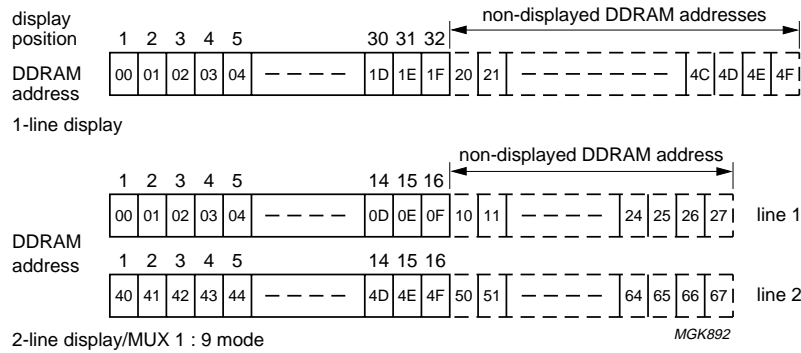 display position
non-displayed DDRAM addresses
1 2 3 4 5 30 31 32
DDRAM address
00 01 02 03 04 1D 1E 1F 20 21 4C 4D 4E 4F
1-line display
non-displayed DDRAM address
1 2 3 4 5 14 15 16
00 01 02 03 04 0D 0E 0F 10 11 24 25 26 27 line 1
DDRAM address
1 2 3 4 5 14 15 16
40 41 42 43 44 4D 4E 4F 50 51 64 65 66 67 line 2
2-line display/MUX 1 : 9 mode
MGK892